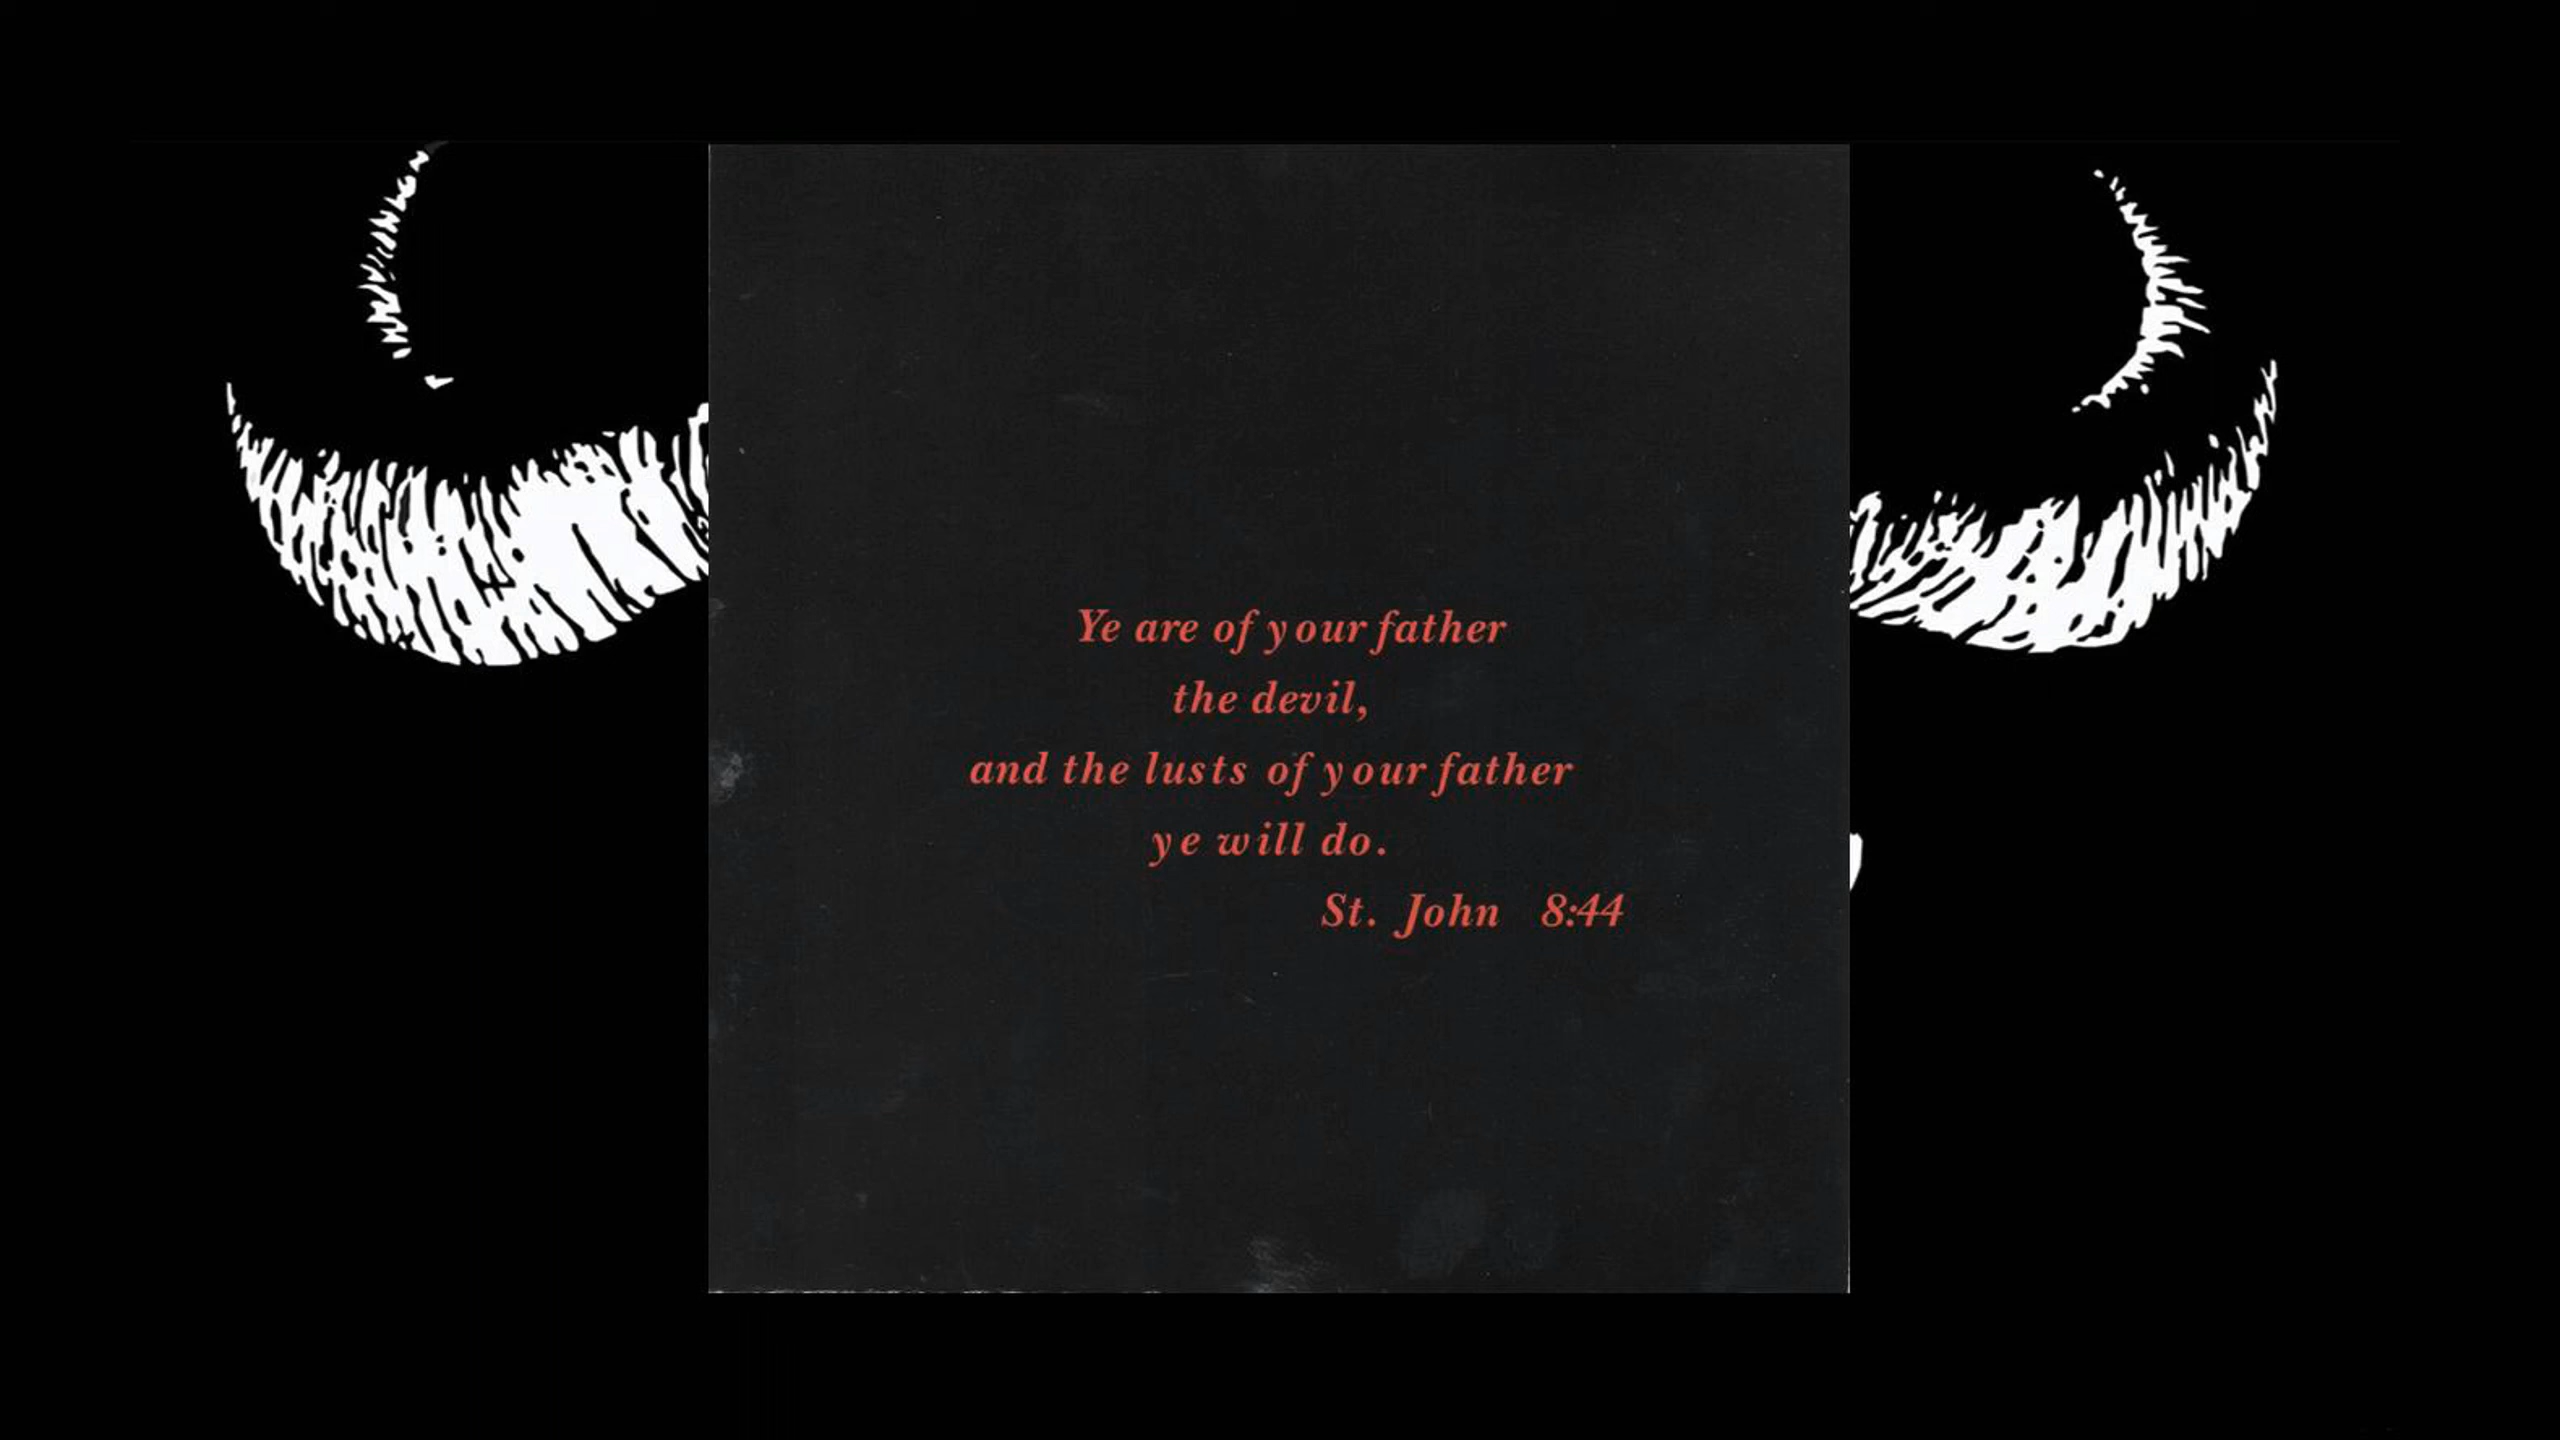 Ye are of your father
the devil,
and the lusts of your father
ye will do.
St. John 8:44